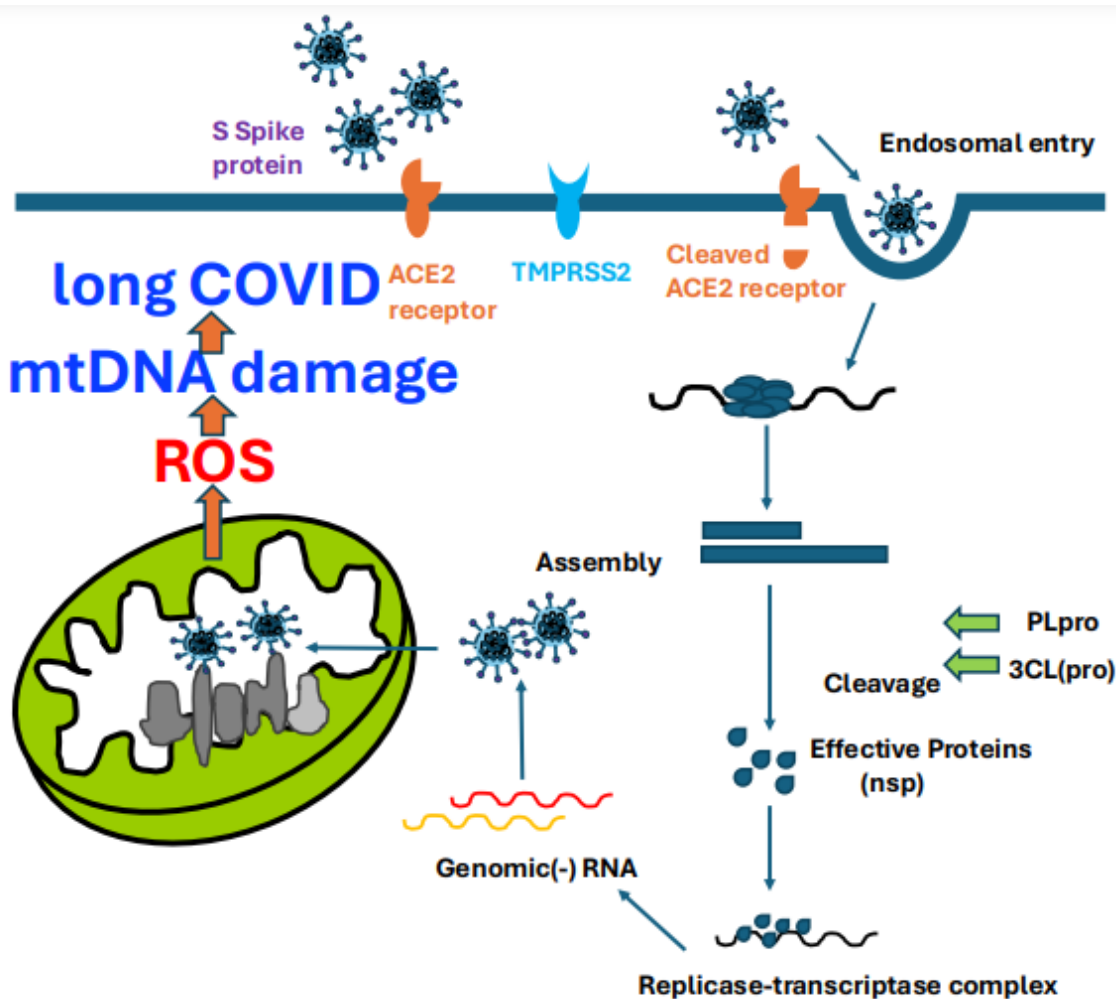 S Spike
protein
Endosomal entry
ACE2
receptor
TMPRSS2
Cleaved
ACE2 receptor
long COVID
mtDNA damage
ROS
Assembly
PLpro
3CL(pro)
Cleavage
Effective Proteins
(nsp)
Genomic(-) RNA
Replicase-transcriptase complex